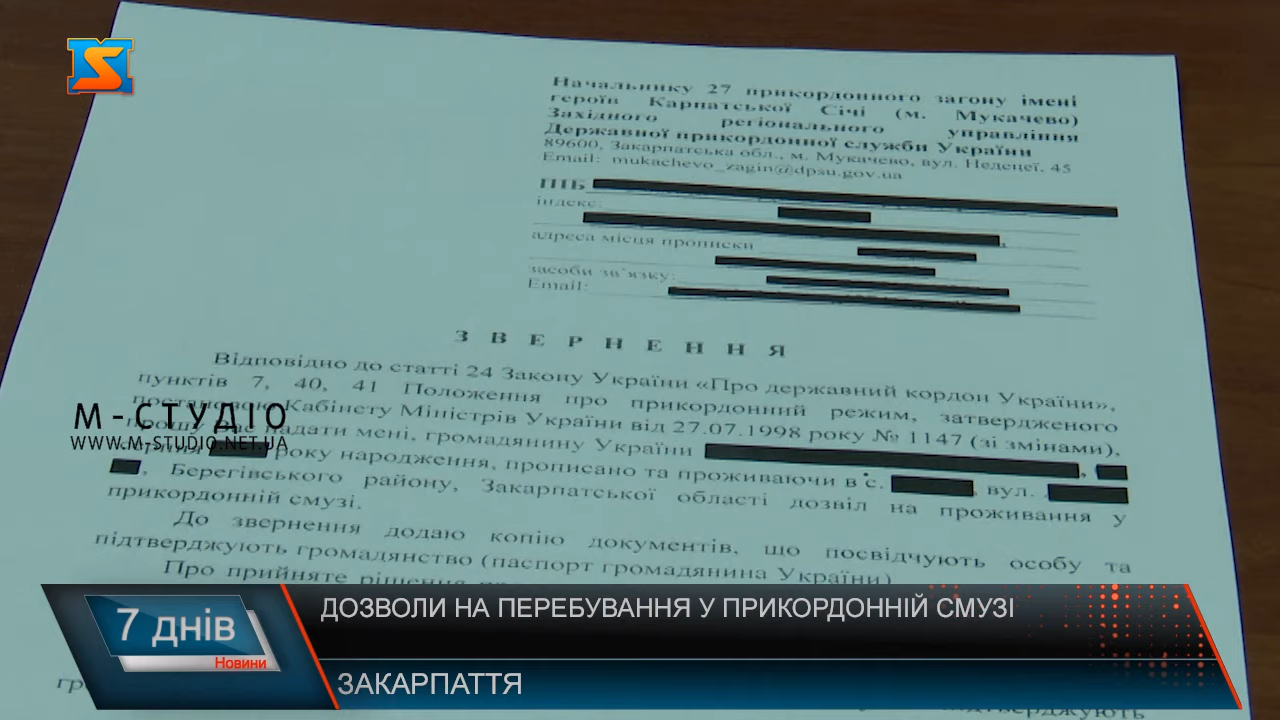 Начальнику 27 прикордонного загону імені
героїв Карпатської Січі (м. Мукачево)
Західного регіонального управління
Державної прикордонної служби України
89600, Закарпатська обл., м. Мукачево, вул. Недецеї, 45
Email: mukachevo_zagin@dpsu.gov.ua
ПІБ
індекс:
адреса місця прописки
засоби зв`язку:
Email:
З В Е Р Н Е Н Н Я
Відповідно до статті 24 Закону України «Про державний кордон України»,
пунктів 7, 40, 41 Положення про прикордонний режим, затвердженого
постановою Кабінету Міністрів України від 27.07.1998 року № 1147 (зі змінами),
надати мені, громадянину України
року народження, прописано та проживаючи в с. , вул.
, Берегівського району, Закарпатської області дозвіл на проживання у
прикордонній смузі.
До звернення додаю копію документів, що посвідчують особу та
підтверджують громадянство (паспорт громадянина України)
Про прийняте рішення
підтверджують
М-СТУДІО
WWW.M-STUDIO.NET.UA
7 днів
Новини
ДОЗВОЛИ НА ПЕРЕБУВАННЯ У ПРИКОРДОННІЙ СМУЗІ
ЗАКАРПАТТЯ